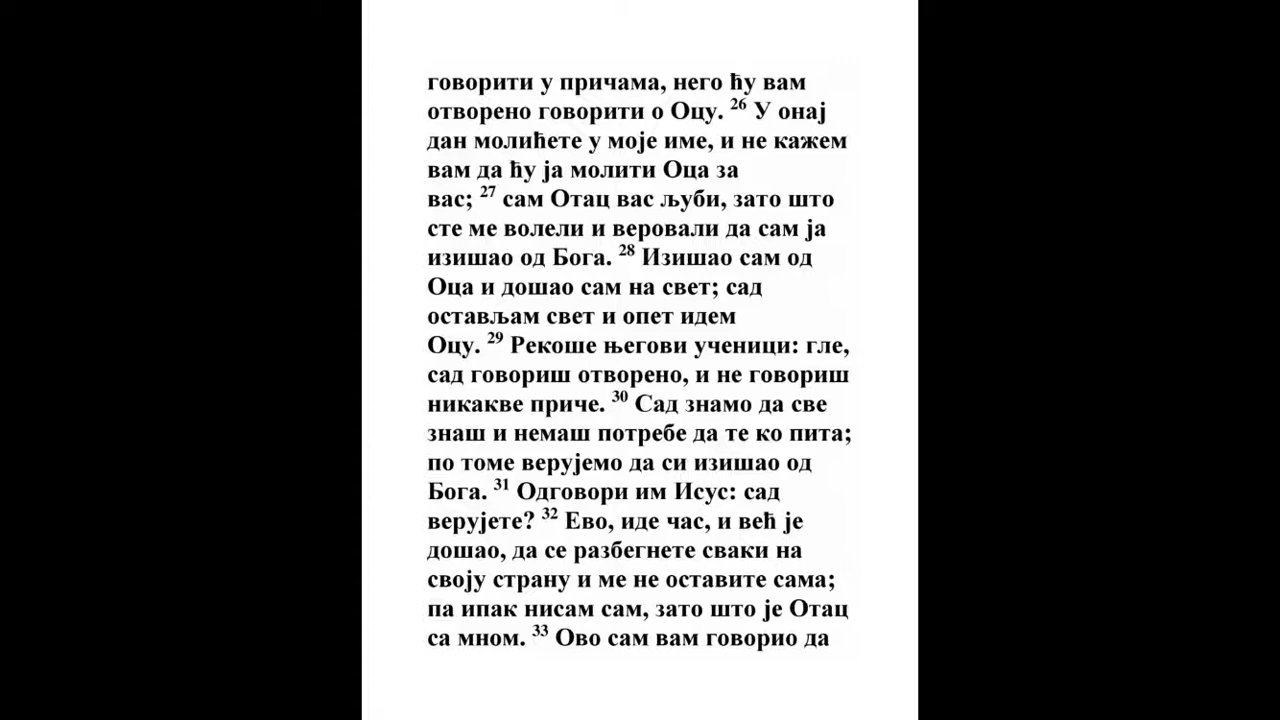 говорити у причама, него ћу вам
отворено говорити о Оцу. 26 У онај
дан молићете у моје име, и не кажем
вам да ћу ја молити Оца за
вас; 27 сам Отац вас љуби, зато што
сте ме волели и веровали да сам ја
изишао од Бога. 28 Изишао сам од
Оца и дошао сам на свет; сад
остављам свет и опет идем
Оцу. 29 Рекоше његови ученици: гле,
сад говориш отворено, и не говориш
никакве приче. 30 Сад знамо да све
знаш и немаш потребе да те ко пита;
по томе верујемо да си изишао од
Бога. 31 Одговори им Исус: сад
верујете? 32 Ево, иде час, и већ је
дошао, да се разбегнете сваки на
своју страну и ме не оставите сама;
па ипак нисам сам, зато што је Отац
са мном. 33 Ово сам вам говорио да